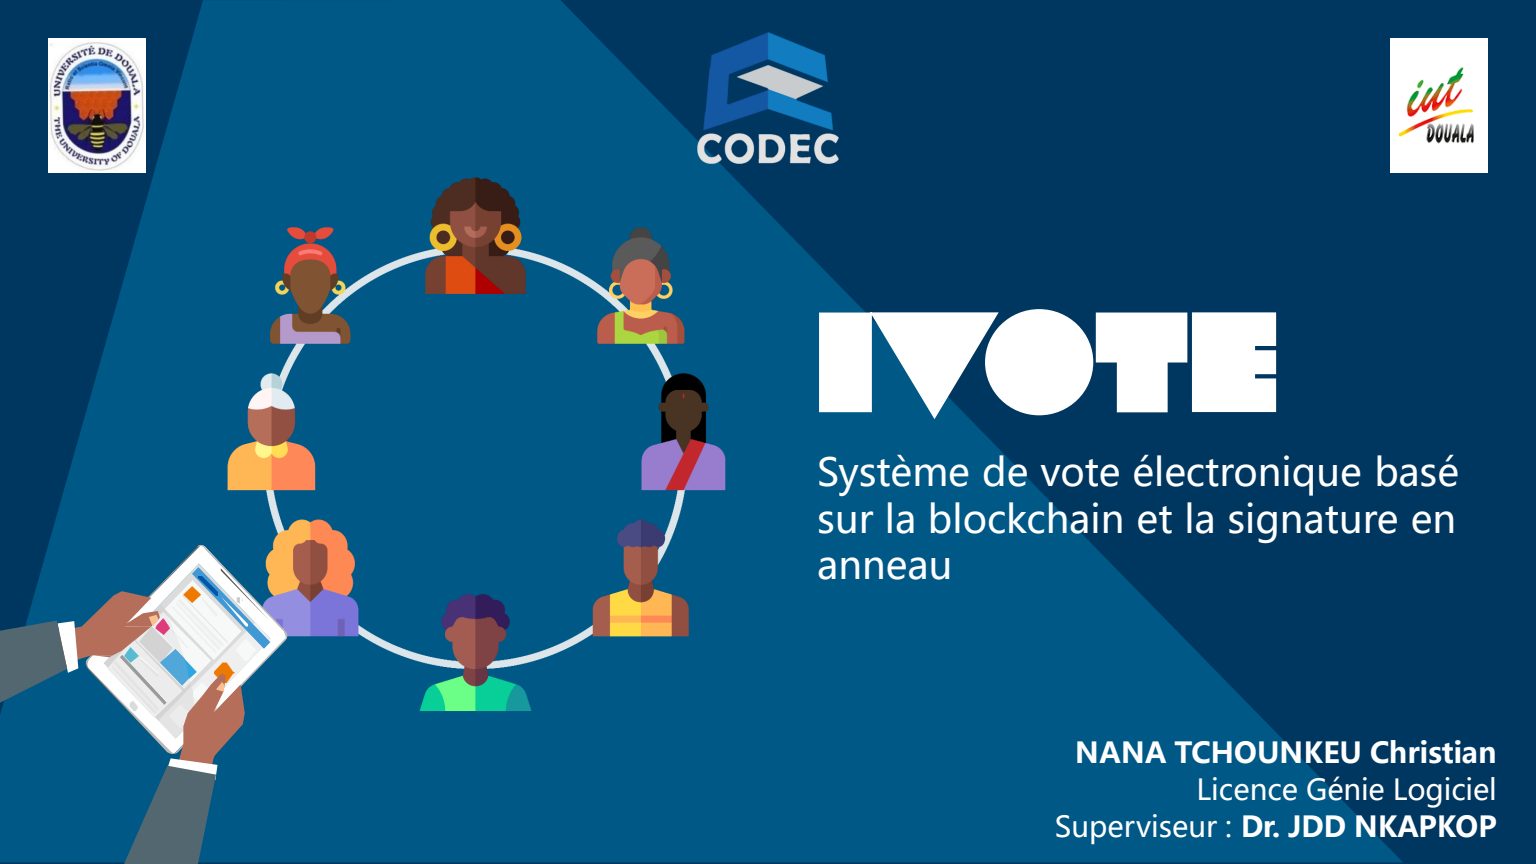 UNIVERSITÉ DE DOUALA
THE UNIVERSITY OF DOUALA
CODEC
iut
DOUALA
IVOTE
Système de vote électronique basé
sur la blockchain et la signature en
anneau
NANA TCHOUNKEU Christian
Licence Génie Logiciel
Superviseur : Dr. JDD NKAPKOP